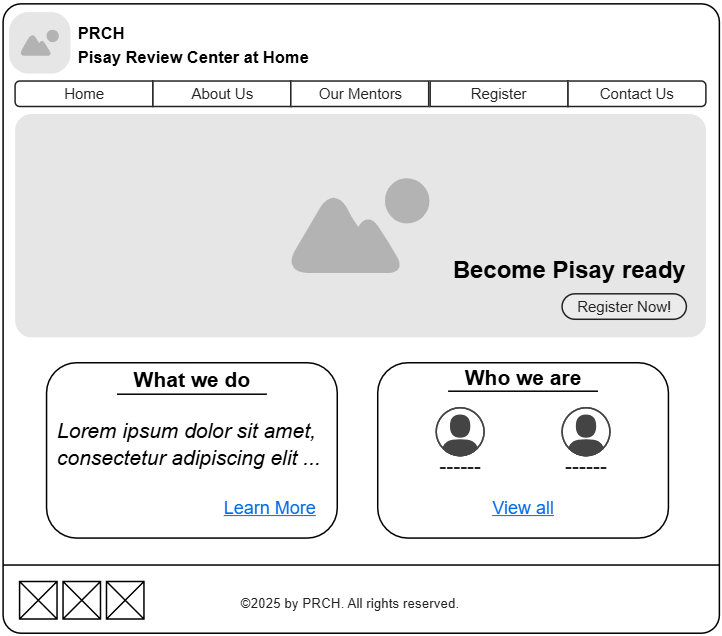 PRCH
Pisay Review Center at Home
Home
About Us
Our Mentors
Register
Contact Us
Become Pisay ready
Register Now!
What we do
Lorem ipsum dolor sit amet,
consectetur adipiscing elit ...
Learn More
Who we are
------
------
View all
©2025 by PRCH. All rights reserved.